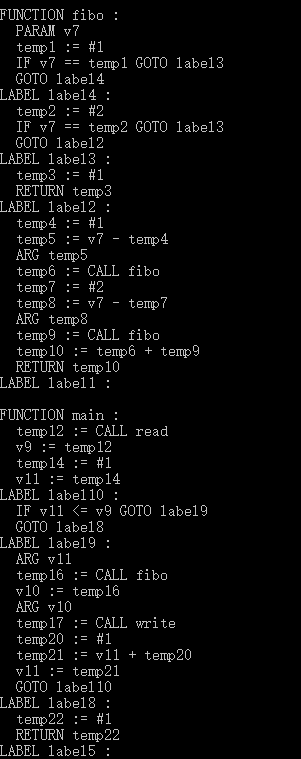 FUNCTION fibo :
  PARAM v7
  temp1 := #1
  IF v7 == temp1 GOTO label3
  GOTO label4
LABEL label4 :
  temp2 := #2
  IF v7 == temp2 GOTO label3
  GOTO label2
LABEL label3 :
  temp3 := #1
  RETURN temp3
LABEL label2 :
  temp4 := #1
  temp5 := v7 - temp4
  ARG temp5
  temp6 := CALL fibo
  temp7 := #2
  temp8 := v7 - temp7
  ARG temp8
  temp9 := CALL fibo
  temp10 := temp6 + temp9
  RETURN temp10
LABEL label1 :

FUNCTION main :
  temp12 := CALL read
  v9 := temp12
  temp14 := #1
  v11 := temp14
LABEL label10 :
  IF v11 <= v9 GOTO label9
  GOTO label8
LABEL label9 :
  ARG v11
  temp16 := CALL fibo
  v10 := temp16
  ARG v10
  temp17 := CALL write
  temp20 := #1
  temp21 := v11 + temp20
  v11 := temp21
  GOTO label10
LABEL label8 :
  temp22 := #1
  RETURN temp22
LABEL label5 :